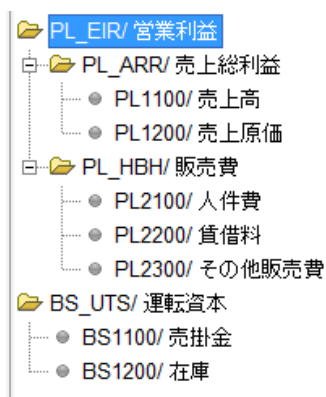 PL_EIR/ 営業利益
PL_ARR/ 売上総利益
PL1100/ 売上高
PL1200/ 売上原価
PL_HBH/ 販売費
PL2100/ 人件費
PL2200/ 賃借料
PL2300/ その他販売費
BS_UTS/ 運転資本
BS1100/ 売掛金
BS1200/ 在庫